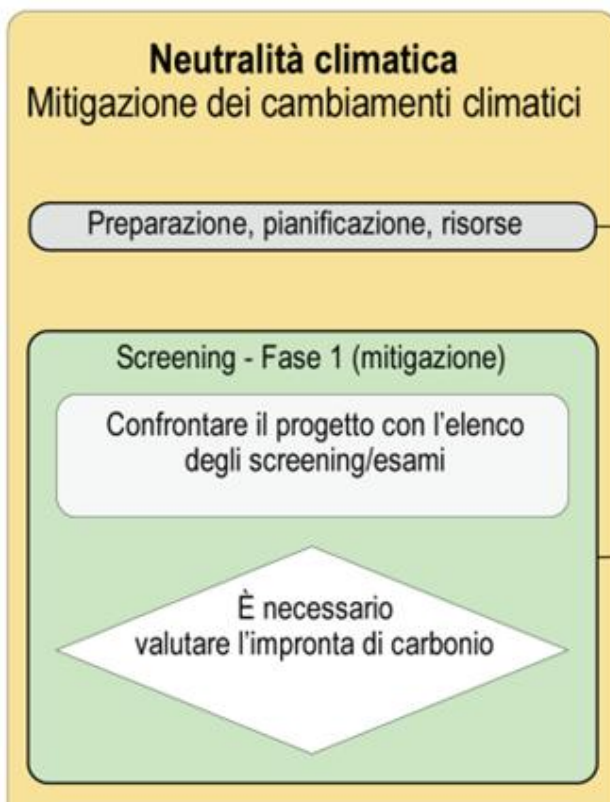 Neutralità climatica
Mitigazione dei cambiamenti climatici
Preparazione, pianificazione, risorse
Screening - Fase 1 (mitigazione)
Confrontare il progetto con l'elenco
degli screening/esami
È necessario
valutare l'impronta di carbonio